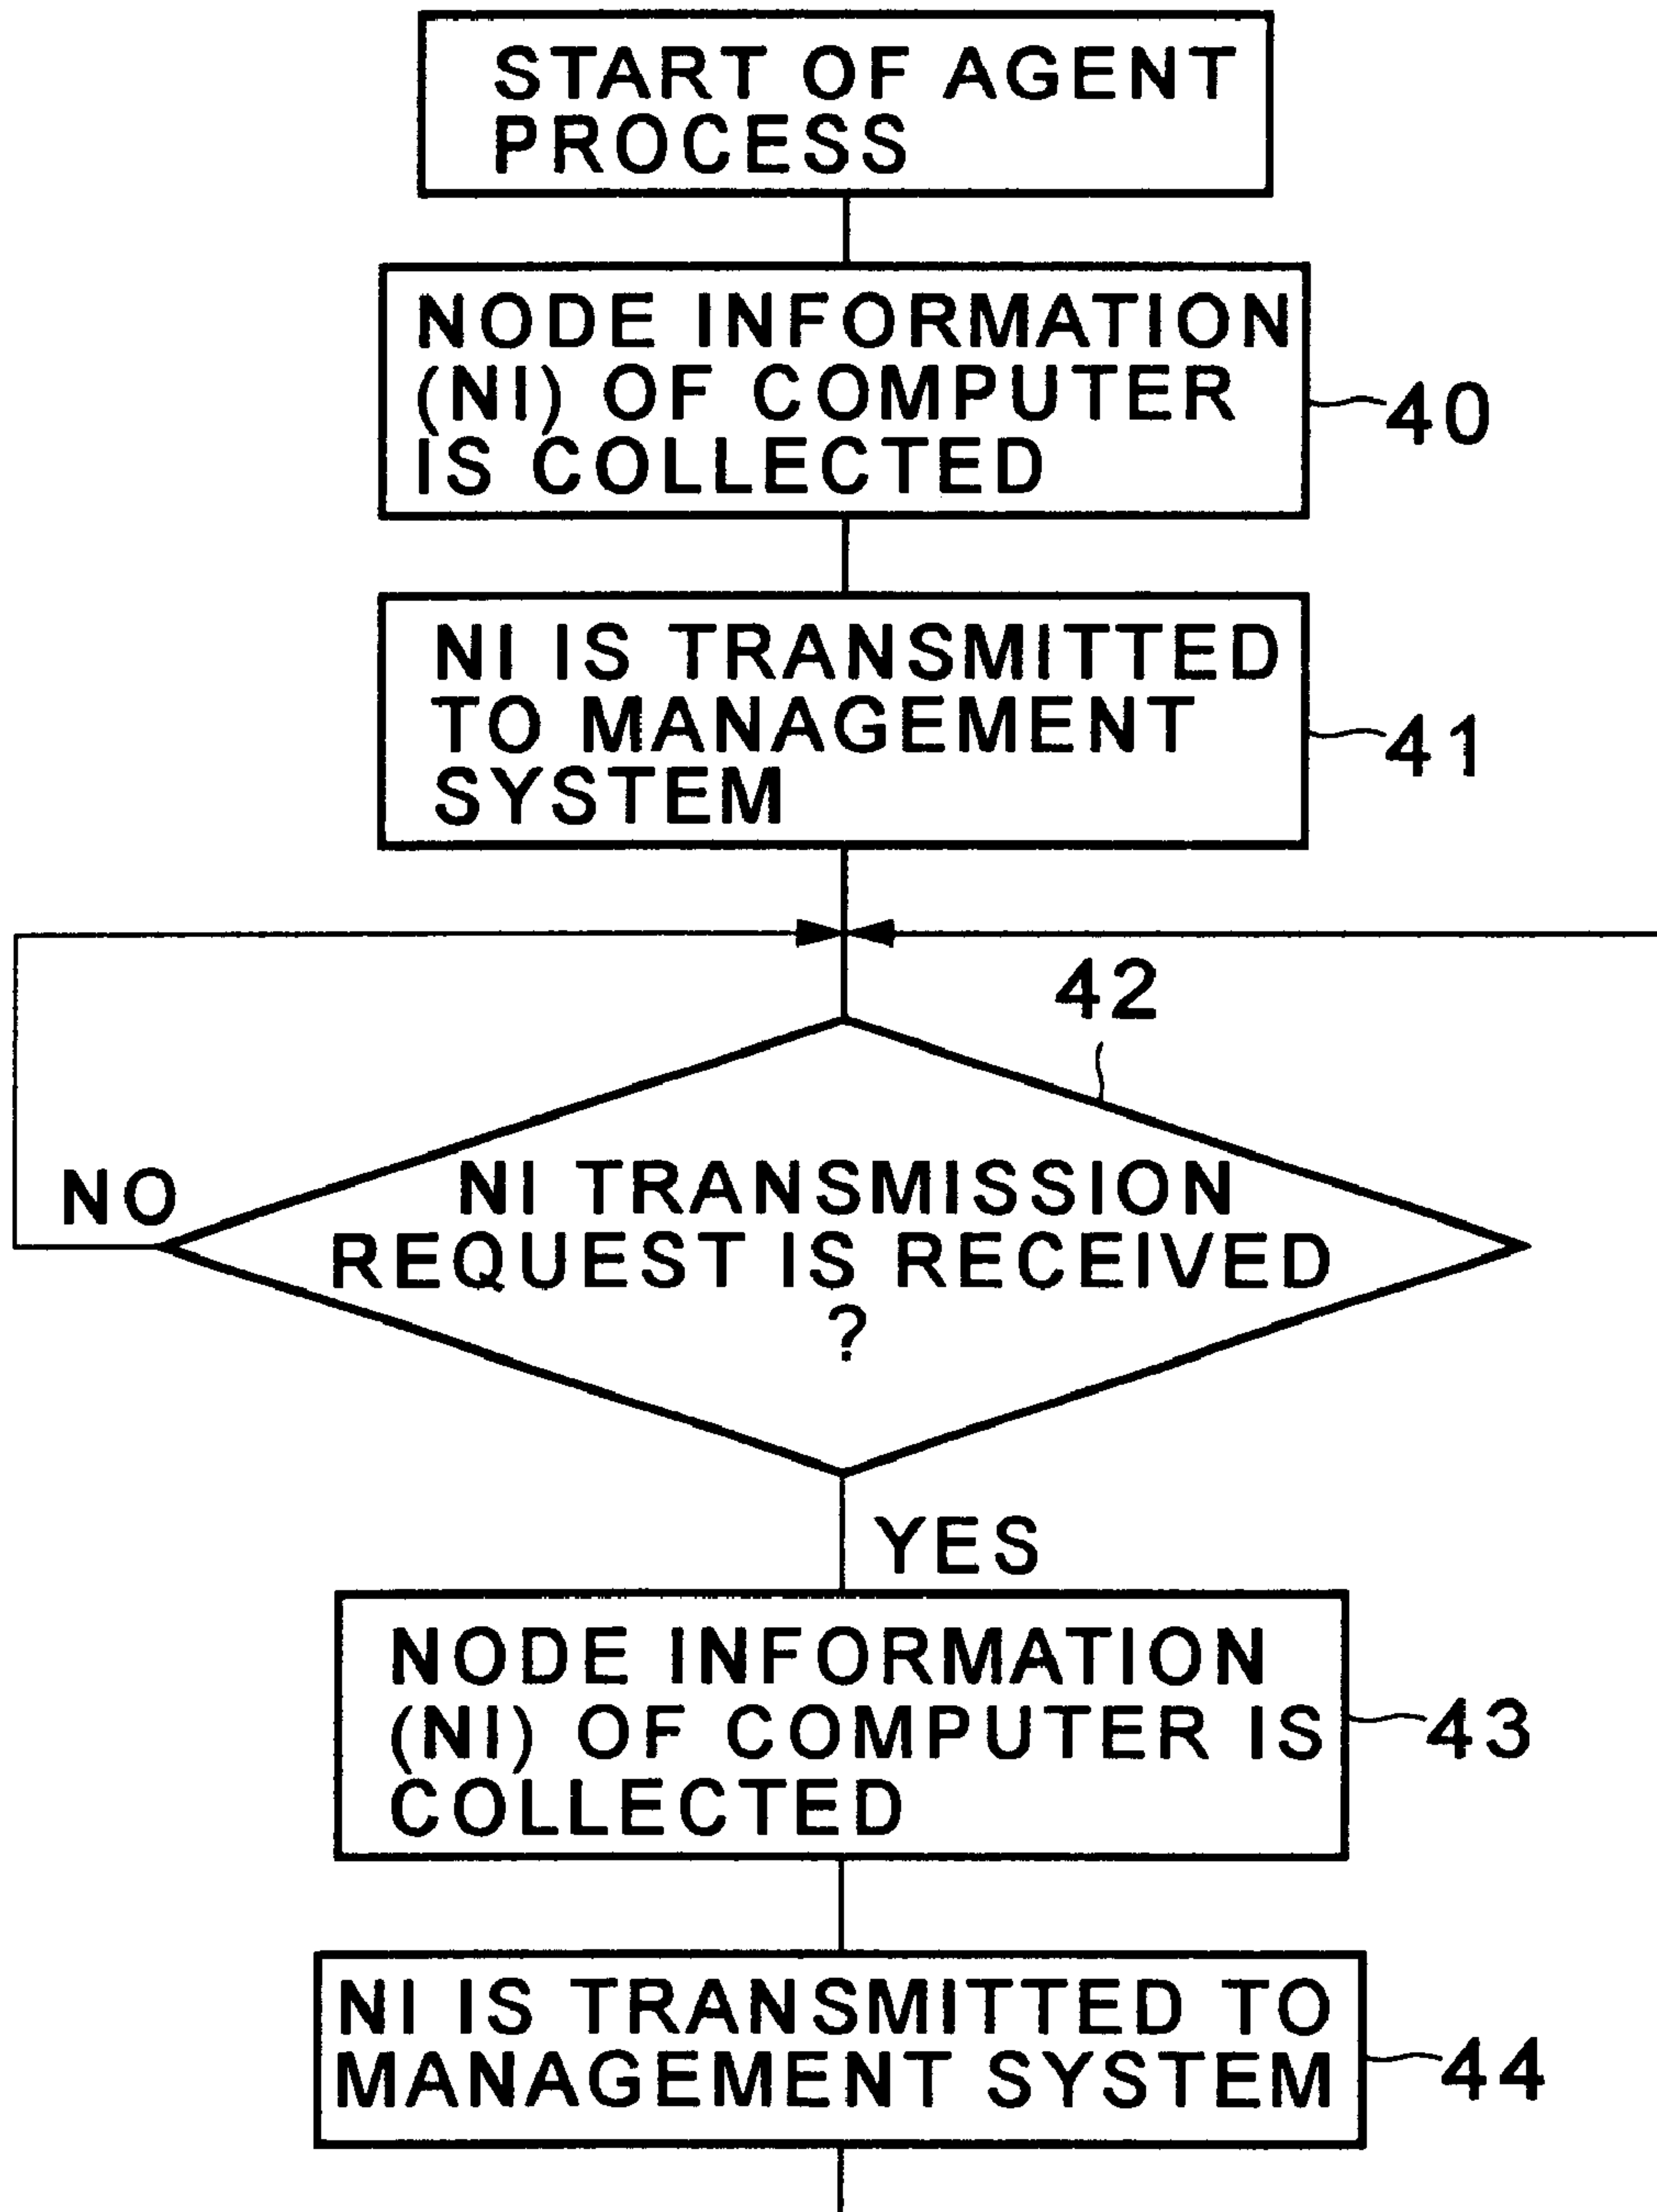 START OF AGENT
PROCESS
NODE INFORMATION
(NI) OF COMPUTER
IS COLLECTED
40
NI IS TRANSMITTED
TO MANAGEMENT
SYSTEM
41
42
NO
NI TRANSMISSION
REQUEST IS RECEIVED
?
YES
NODE INFORMATION
(NI) OF COMPUTER IS
COLLECTED
43
NI IS TRANSMITTED TO
MANAGEMENT SYSTEM
44